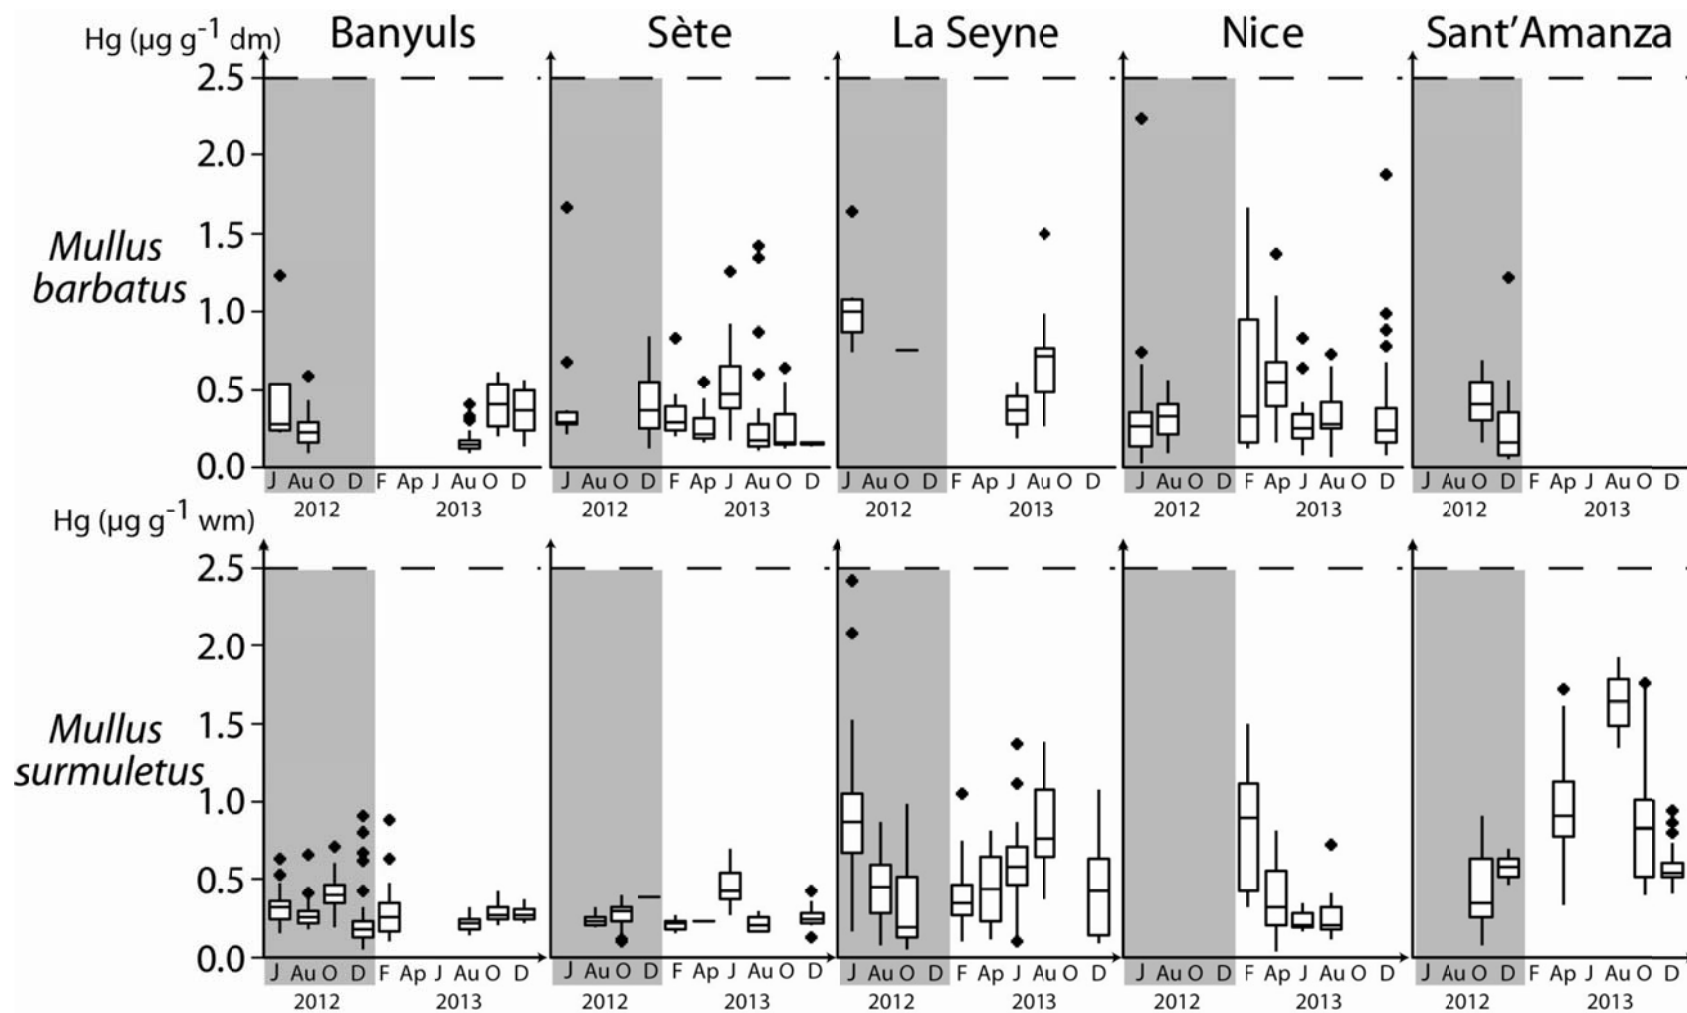 Hg (µg g-1 dm) Banyuls Sète La Seyne Nice Sant'Amanza
2.5
2.0
1.5
1.0
0.5
0.0
Mullus
barbatus
J Au O D F Ap J Au O D J Au O D F Ap J Au O D J Au O D F Ap J Au O D J Au O D F Ap J Au O D J Au O D F Ap J Au O D
2012 2013 2012 2013 2012 2013 2012 2013 2012 2013
Hg (µg g-1 wm)
2.5
2.0
1.5
1.0
0.5
0.0
Mullus
surmuletus
J Au O D F Ap J Au O D J Au O D F Ap J Au O D J Au O D F Ap J Au O D J Au O D F Ap J Au O D J Au O D F Ap J Au O D
2012 2013 2012 2013 2012 2013 2012 2013 2012 2013